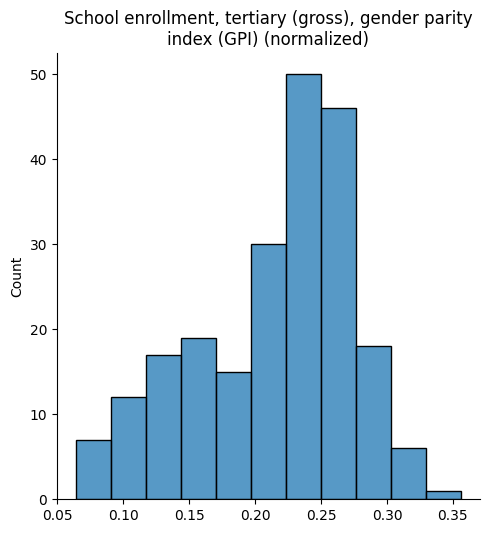 School enrollment, tertiary (gross), gender parity
index (GPI) (normalized)
50
40
30
20
10
0
Count
0.05 0.10 0.15 0.20 0.25 0.30 0.35